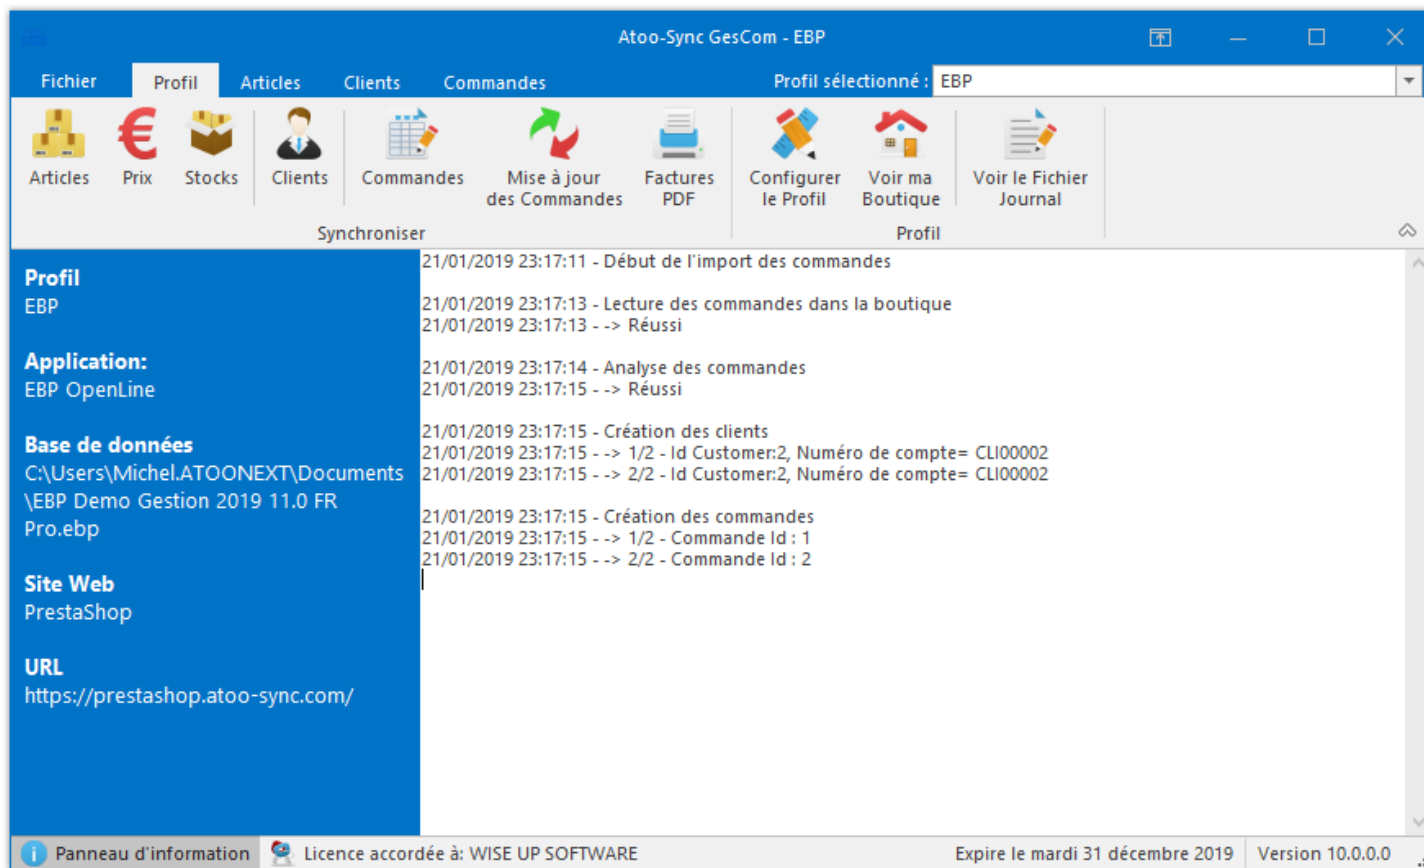 Atoo-Sync GesCom - EBP
Fichier Profil Articles Clients Commandes Profil sélectionné : EBP
Articles Prix Stocks Clients Commandes Mise à jour Factures Configurer Voir ma Voir le Fichier
des Commandes PDF le Profil Boutique Journal
Synchroniser Profil
Profil
EBP
Application:
EBP OpenLine
Base de données
C:\Users\Michel.ATOONEXT\Documents
\EBP Demo Gestion 2019 11.0 FR
Pro.ebp
Site Web
PrestaShop
URL
https://prestashop.atoo-sync.com/
21/01/2019 23:17:11 - Début de l'import des commandes
21/01/2019 23:17:13 - Lecture des commandes dans la boutique
21/01/2019 23:17:13 - -> Réussi
21/01/2019 23:17:14 - Analyse des commandes
21/01/2019 23:17:15 - -> Réussi
21/01/2019 23:17:15 - Création des clients
21/01/2019 23:17:15 - -> 1/2 - Id Customer:2, Numéro de compte= CLI00002
21/01/2019 23:17:15 - -> 2/2 - Id Customer:2, Numéro de compte= CLI00002
21/01/2019 23:17:15 - Création des commandes
21/01/2019 23:17:15 - -> 1/2 - Commande Id : 1
21/01/2019 23:17:15 - -> 2/2 - Commande Id : 2
Panneau d'information Licence accordée à: WISE UP SOFTWARE Expire le mardi 31 décembre 2019 Version 10.0.0.0